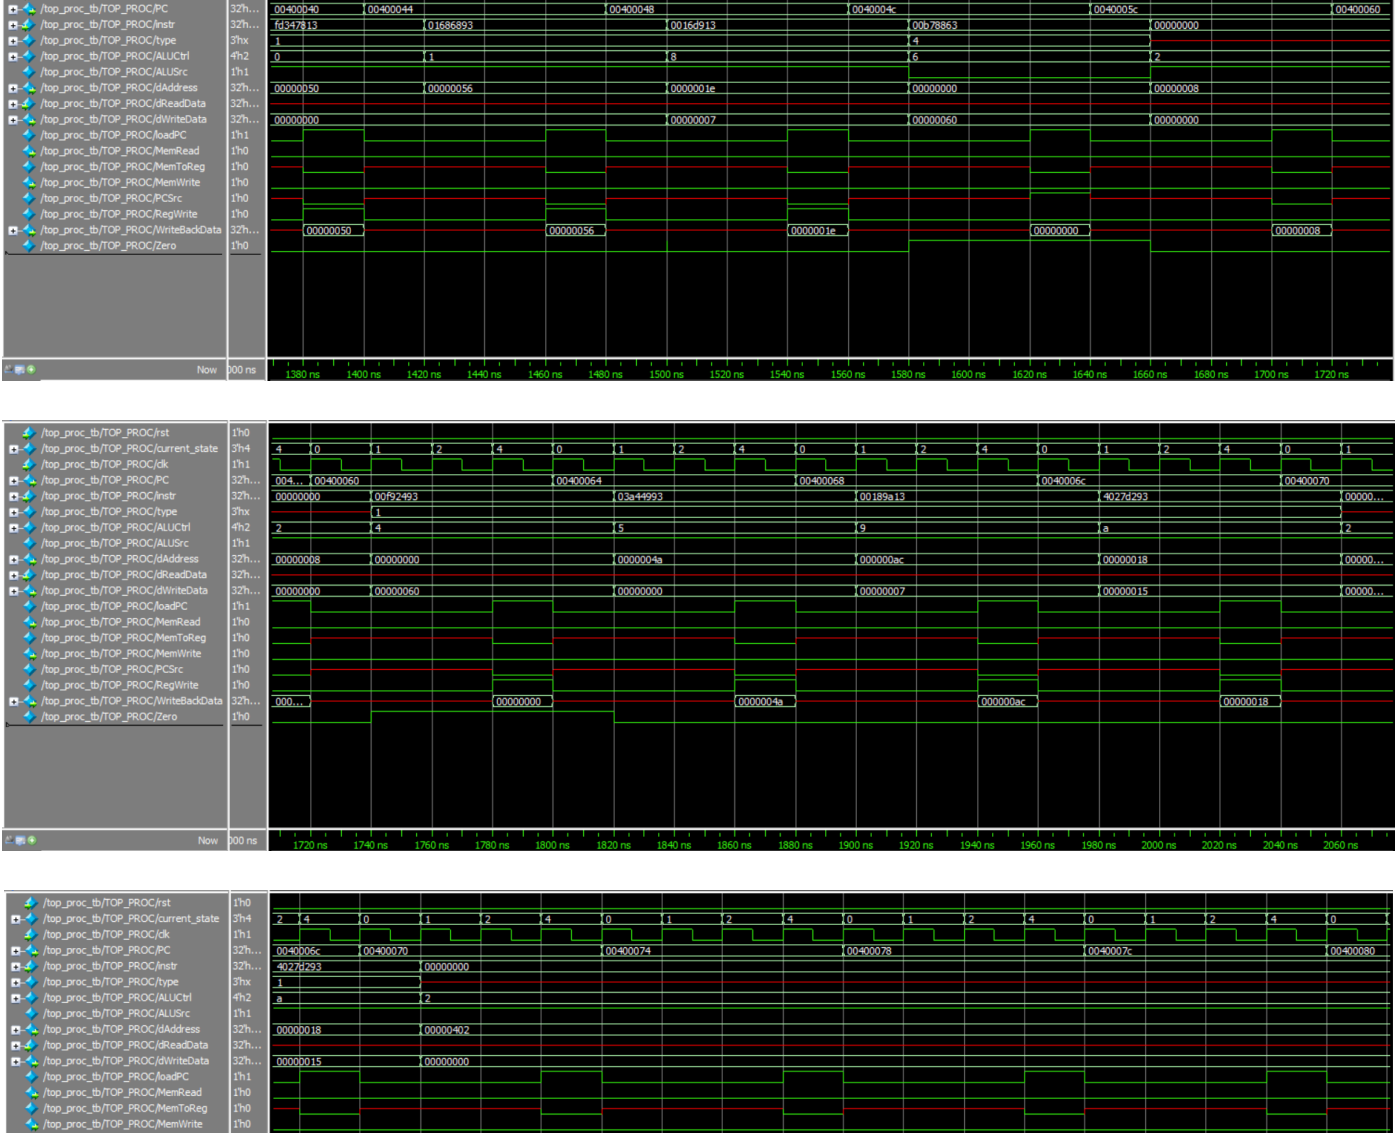 /top_proc_tb/TOP_PROC/PC 32'h... 00400040 00400044 00400048 0040004c 0040005c 00400060
/top_proc_tb/TOP_PROC/instr 32'h... fd347813 01686893 0016d913 00b78863 00000000
/top_proc_tb/TOP_PROC/type 3'hx 1 4
/top_proc_tb/TOP_PROC/ALUCtrl 4'h2 0 1 8 6 2
/top_proc_tb/TOP_PROC/ALUSrc 1'h1
/top_proc_tb/TOP_PROC/dAddress 32'h... 00000050 00000056 0000001e 00000000 00000008
/top_proc_tb/TOP_PROC/dReadData 32'h...
/top_proc_tb/TOP_PROC/dWriteData 32'h... 00000000 00000007 00000060 00000000
/top_proc_tb/TOP_PROC/loadPC 1'h1
/top_proc_tb/TOP_PROC/MemRead 1'h0
/top_proc_tb/TOP_PROC/MemToReg 1'h0
/top_proc_tb/TOP_PROC/MemWrite 1'h0
/top_proc_tb/TOP_PROC/PCSrc 1'h0
/top_proc_tb/TOP_PROC/RegWrite 1'h0
/top_proc_tb/TOP_PROC/WriteBackData 32'h... 00000050 00000056 0000001e 00000000 00000008
/top_proc_tb/TOP_PROC/Zero 1'h0
Now 000 ns 1380 ns 1400 ns 1420 ns 1440 ns 1460 ns 1480 ns 1500 ns 1520 ns 1540 ns 1560 ns 1580 ns 1600 ns 1620 ns 1640 ns 1660 ns 1680 ns 1700 ns 1720 ns
/top_proc_tb/TOP_PROC/rst 1'h0
/top_proc_tb/TOP_PROC/current_state 3'h4 4 0 1 2 4 0 1 2 4 0 1 2 4 0 1 2 4 0 1
/top_proc_tb/TOP_PROC/clk 1'h1
/top_proc_tb/TOP_PROC/PC 32'h... 004... 00400060 00400064 00400068 0040006c 00400070
/top_proc_tb/TOP_PROC/instr 32'h... 00000000 00f92493 03a44993 00189a13 4027d293 00000...
/top_proc_tb/TOP_PROC/type 3'hx 1
/top_proc_tb/TOP_PROC/ALUCtrl 4'h2 2 4 5 9 a 2
/top_proc_tb/TOP_PROC/ALUSrc 1'h1
/top_proc_tb/TOP_PROC/dAddress 32'h... 00000008 00000000 0000004a 000000ac 00000018 00000...
/top_proc_tb/TOP_PROC/dReadData 32'h...
/top_proc_tb/TOP_PROC/dWriteData 32'h... 00000000 00000060 00000000 00000007 00000015 00000...
/top_proc_tb/TOP_PROC/loadPC 1'h1
/top_proc_tb/TOP_PROC/MemRead 1'h0
/top_proc_tb/TOP_PROC/MemToReg 1'h0
/top_proc_tb/TOP_PROC/MemWrite 1'h0
/top_proc_tb/TOP_PROC/PCSrc 1'h0
/top_proc_tb/TOP_PROC/RegWrite 1'h0
/top_proc_tb/TOP_PROC/WriteBackData 32'h... 000... 00000000 0000004a 000000ac 00000018
/top_proc_tb/TOP_PROC/Zero 1'h0
Now 000 ns 1720 ns 1740 ns 1760 ns 1780 ns 1800 ns 1820 ns 1840 ns 1860 ns 1880 ns 1900 ns 1920 ns 1940 ns 1960 ns 1980 ns 2000 ns 2020 ns 2040 ns 2060 ns
/top_proc_tb/TOP_PROC/rst 1'h0
/top_proc_tb/TOP_PROC/current_state 3'h4 2 4 0 1 2 4 0 1 2 4 0 1 2 4 0 1 2 4 0
/top_proc_tb/TOP_PROC/clk 1'h1
/top_proc_tb/TOP_PROC/PC 32'h... 0040006c 00400070 00400074 00400078 0040007c 00400080
/top_proc_tb/TOP_PROC/instr 32'h... 4027d293 00000000
/top_proc_tb/TOP_PROC/type 3'hx 1
/top_proc_tb/TOP_PROC/ALUCtrl 4'h2 a 2
/top_proc_tb/TOP_PROC/ALUSrc 1'h1
/top_proc_tb/TOP_PROC/dAddress 32'h... 00000018 00000402
/top_proc_tb/TOP_PROC/dReadData 32'h...
/top_proc_tb/TOP_PROC/dWriteData 32'h... 00000015 00000000
/top_proc_tb/TOP_PROC/loadPC 1'h1
/top_proc_tb/TOP_PROC/MemRead 1'h0
/top_proc_tb/TOP_PROC/MemToReg 1'h0
/top_proc_tb/TOP_PROC/MemWrite 1'h0